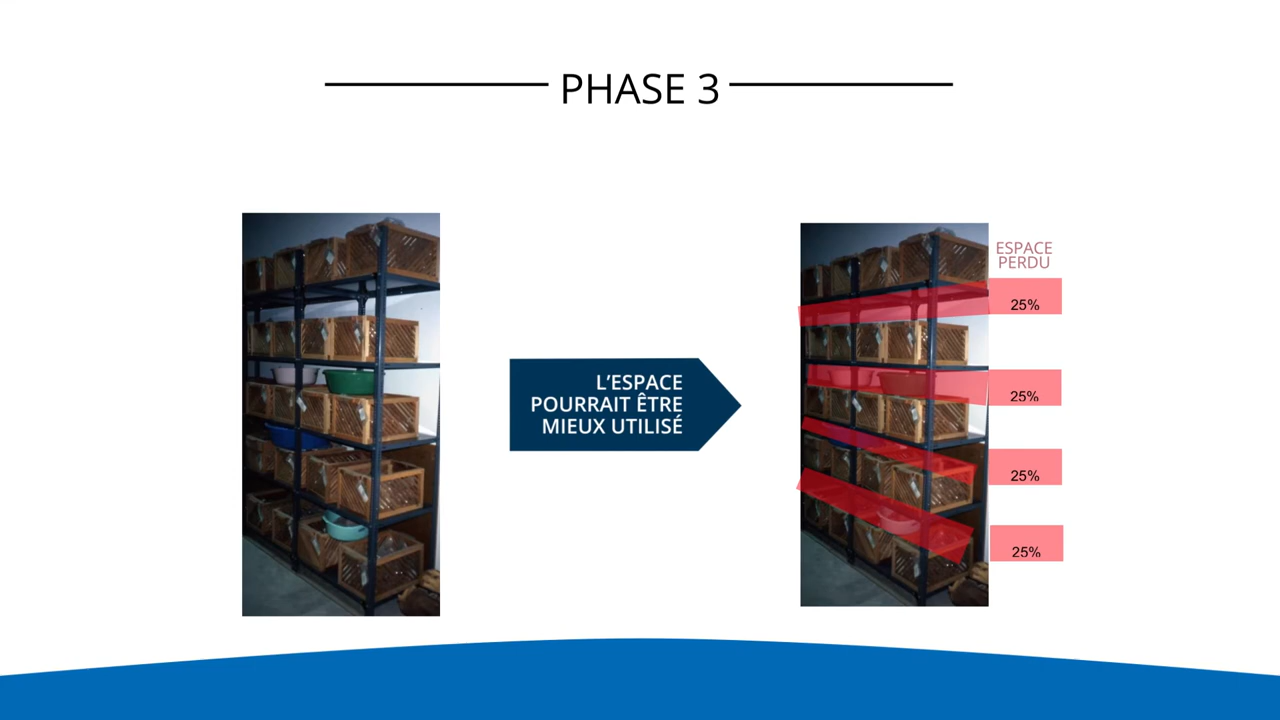 PHASE 3
L'ESPACE
POURRAIT ÊTRE
MIEUX UTILISÉ
ESPACE
PERDU
25%
25%
25%
25%